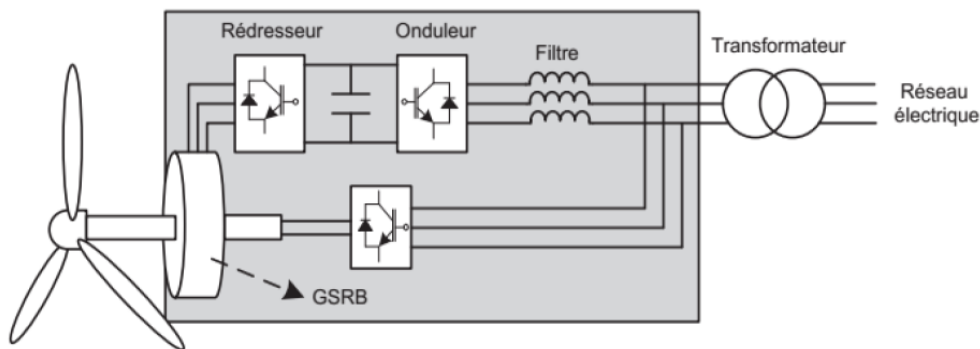 Rédresseur
Onduleur
Filtre
Transformateur
Réseau
électrique
GSRB